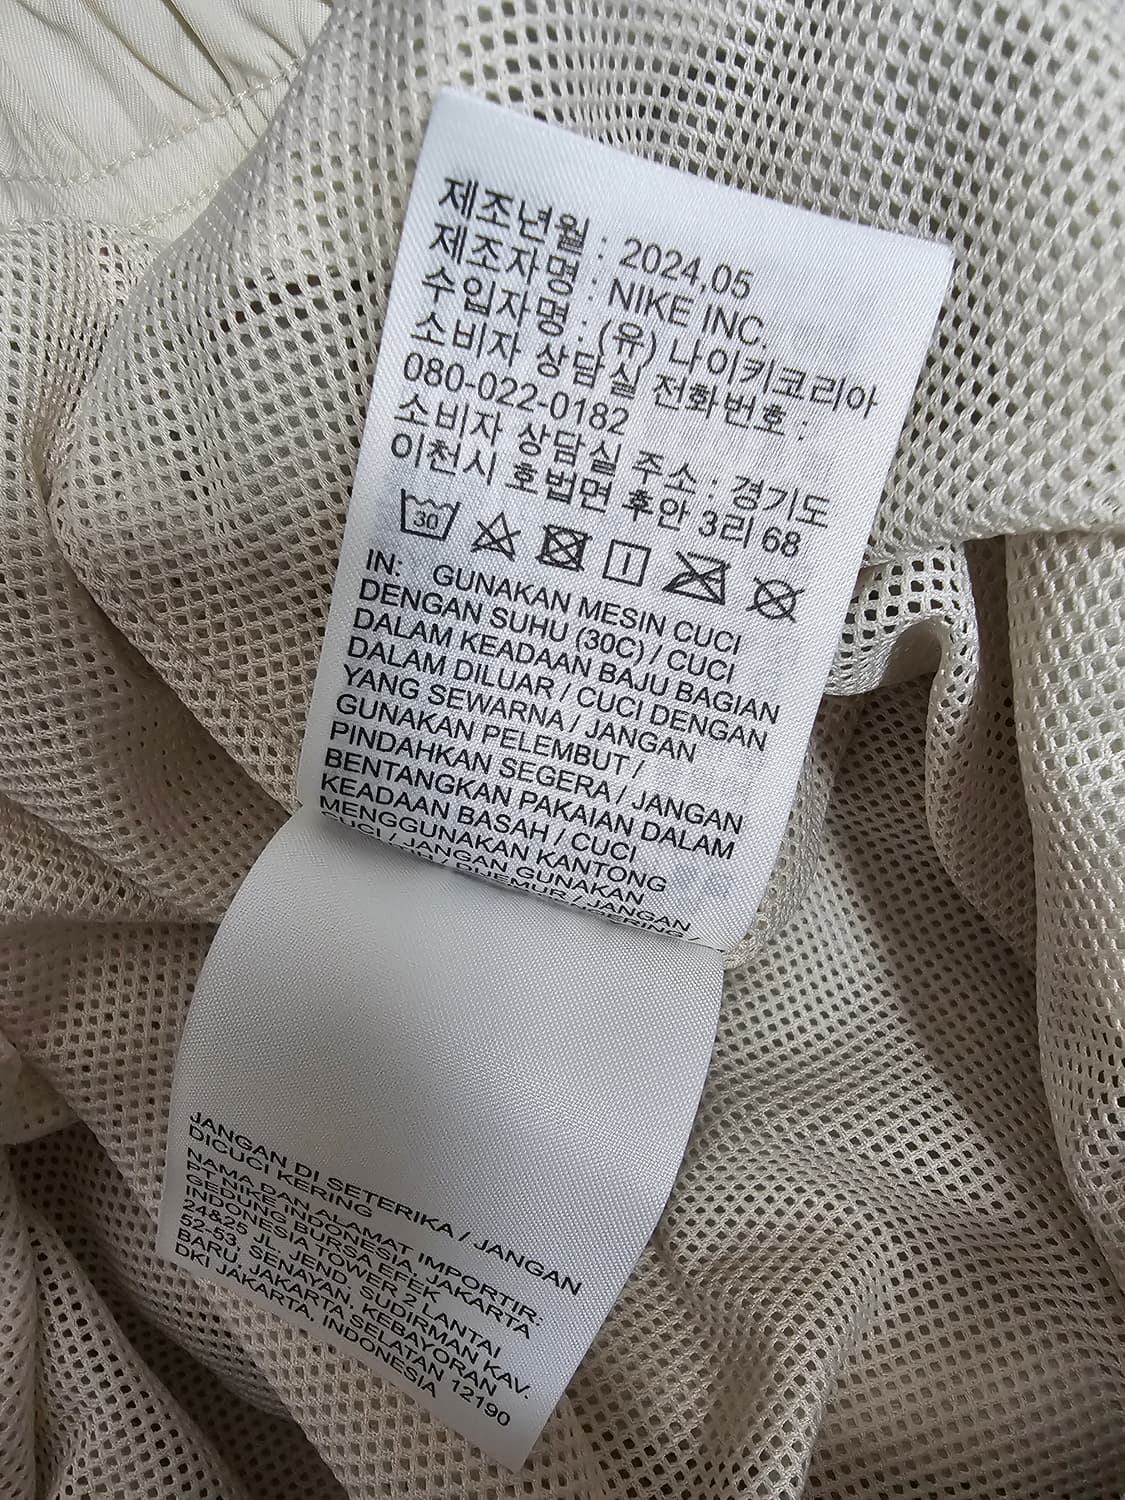 제조년월 : 2024,05
제조자명 : NIKE INC.
수입자명 : (유) 나이키코리아
소비자 상담실 전화번호 :
080-022-0182
소비자 상담실 주소 : 경기도
이천시 호법면 후안 3리 68
30
IN: GUNAKAN MESIN CUCI
DENGAN SUHU (30C) / CUCI
DALAM KEADAAN BAJU BAGIAN
DALAM DILUAR / CUCI DENGAN
YANG SEWARNA / JANGAN
GUNAKAN PELEMBUT /
PINDAHKAN SEGERA / JANGAN
BENTANGKAN PAKAIAN DALAM
KEADAAN BASAH / CUCI
MENGGUNAKAN KANTONG
CUCI / JANGAN GUNAKAN
/ DIJEMUR / JANGAN
JANGAN DI SETERIKA / JANGAN
DICUCI KERING
NAMA DAN ALAMAT IMPORTIR:
PT NIKE INDONESIA, JAKARTA
GEDUNG BURSA EFEK
INDONESIA TOWER 2 LANTAI
24&25 JL. JEND. SUDIRMAN KAV.
52-53, SENAYAN, KEBAYORAN
BARU, JAKARTA SELATAN 12190
DKI JAKARTA, INDONESIA